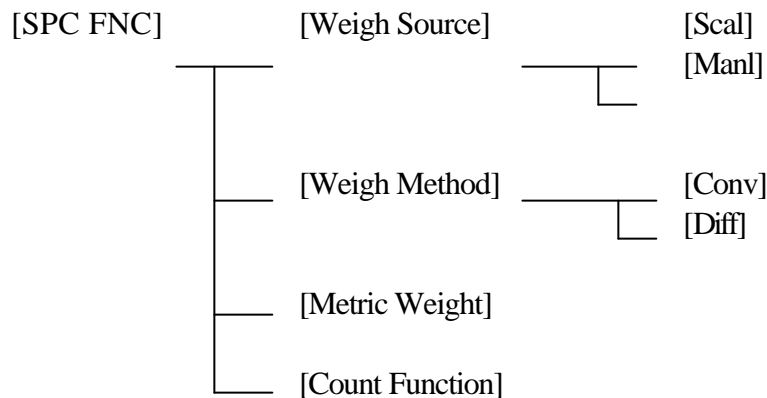 [SPC FNC] [Weigh Source] [Scal]
[Manl]
[Weigh Method] [Conv]
[Diff]
[Metric Weight]
[Count Function]